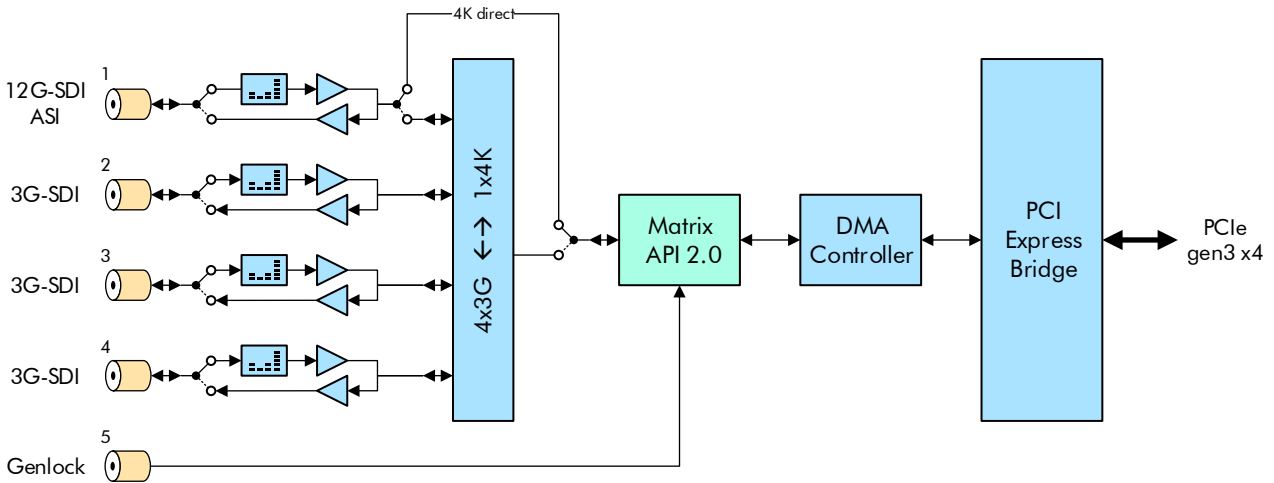 4K direct
1
12G-SDI
ASI
2
3G-SDI
3
3G-SDI
4
3G-SDI
5
Genlock
4x3G ↔ 1x4K
Matrix
API 2.0
DMA
Controller
PCI
Express
Bridge
PCIe
gen3 x4